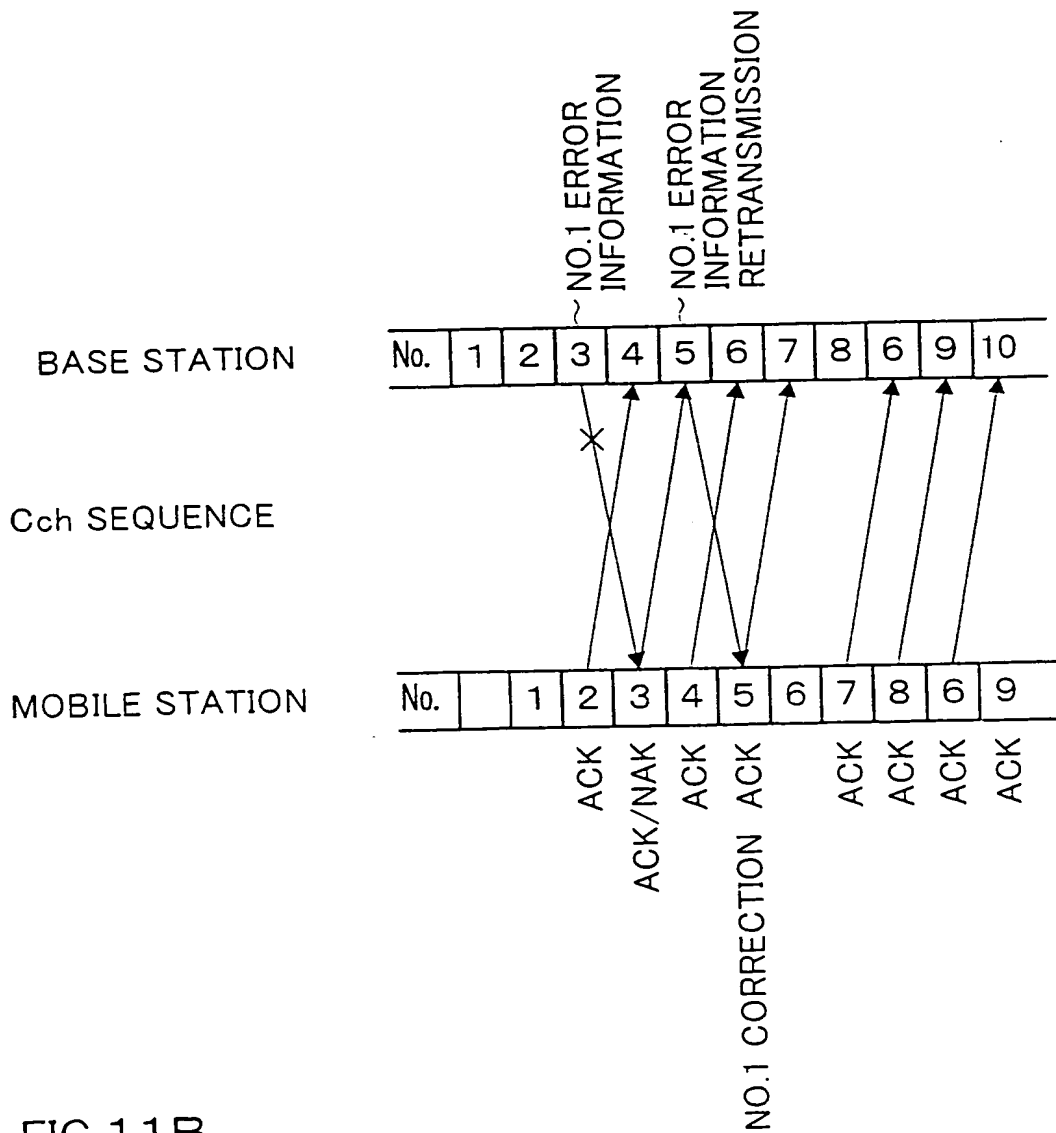 ~NO.1 ERROR
INFORMATION
~NO.1 ERROR
INFORMATION
RETRANSMISSION
BASE STATION
No. 1 2 3 4 5 6 7 8 6 9 10
Cch SEQUENCE
MOBILE STATION
No. 1 2 3 4 5 6 7 8 6 9
ACK
ACK/NAK
ACK
NO.1 CORRECTION ACK
ACK
ACK
ACK
ACK